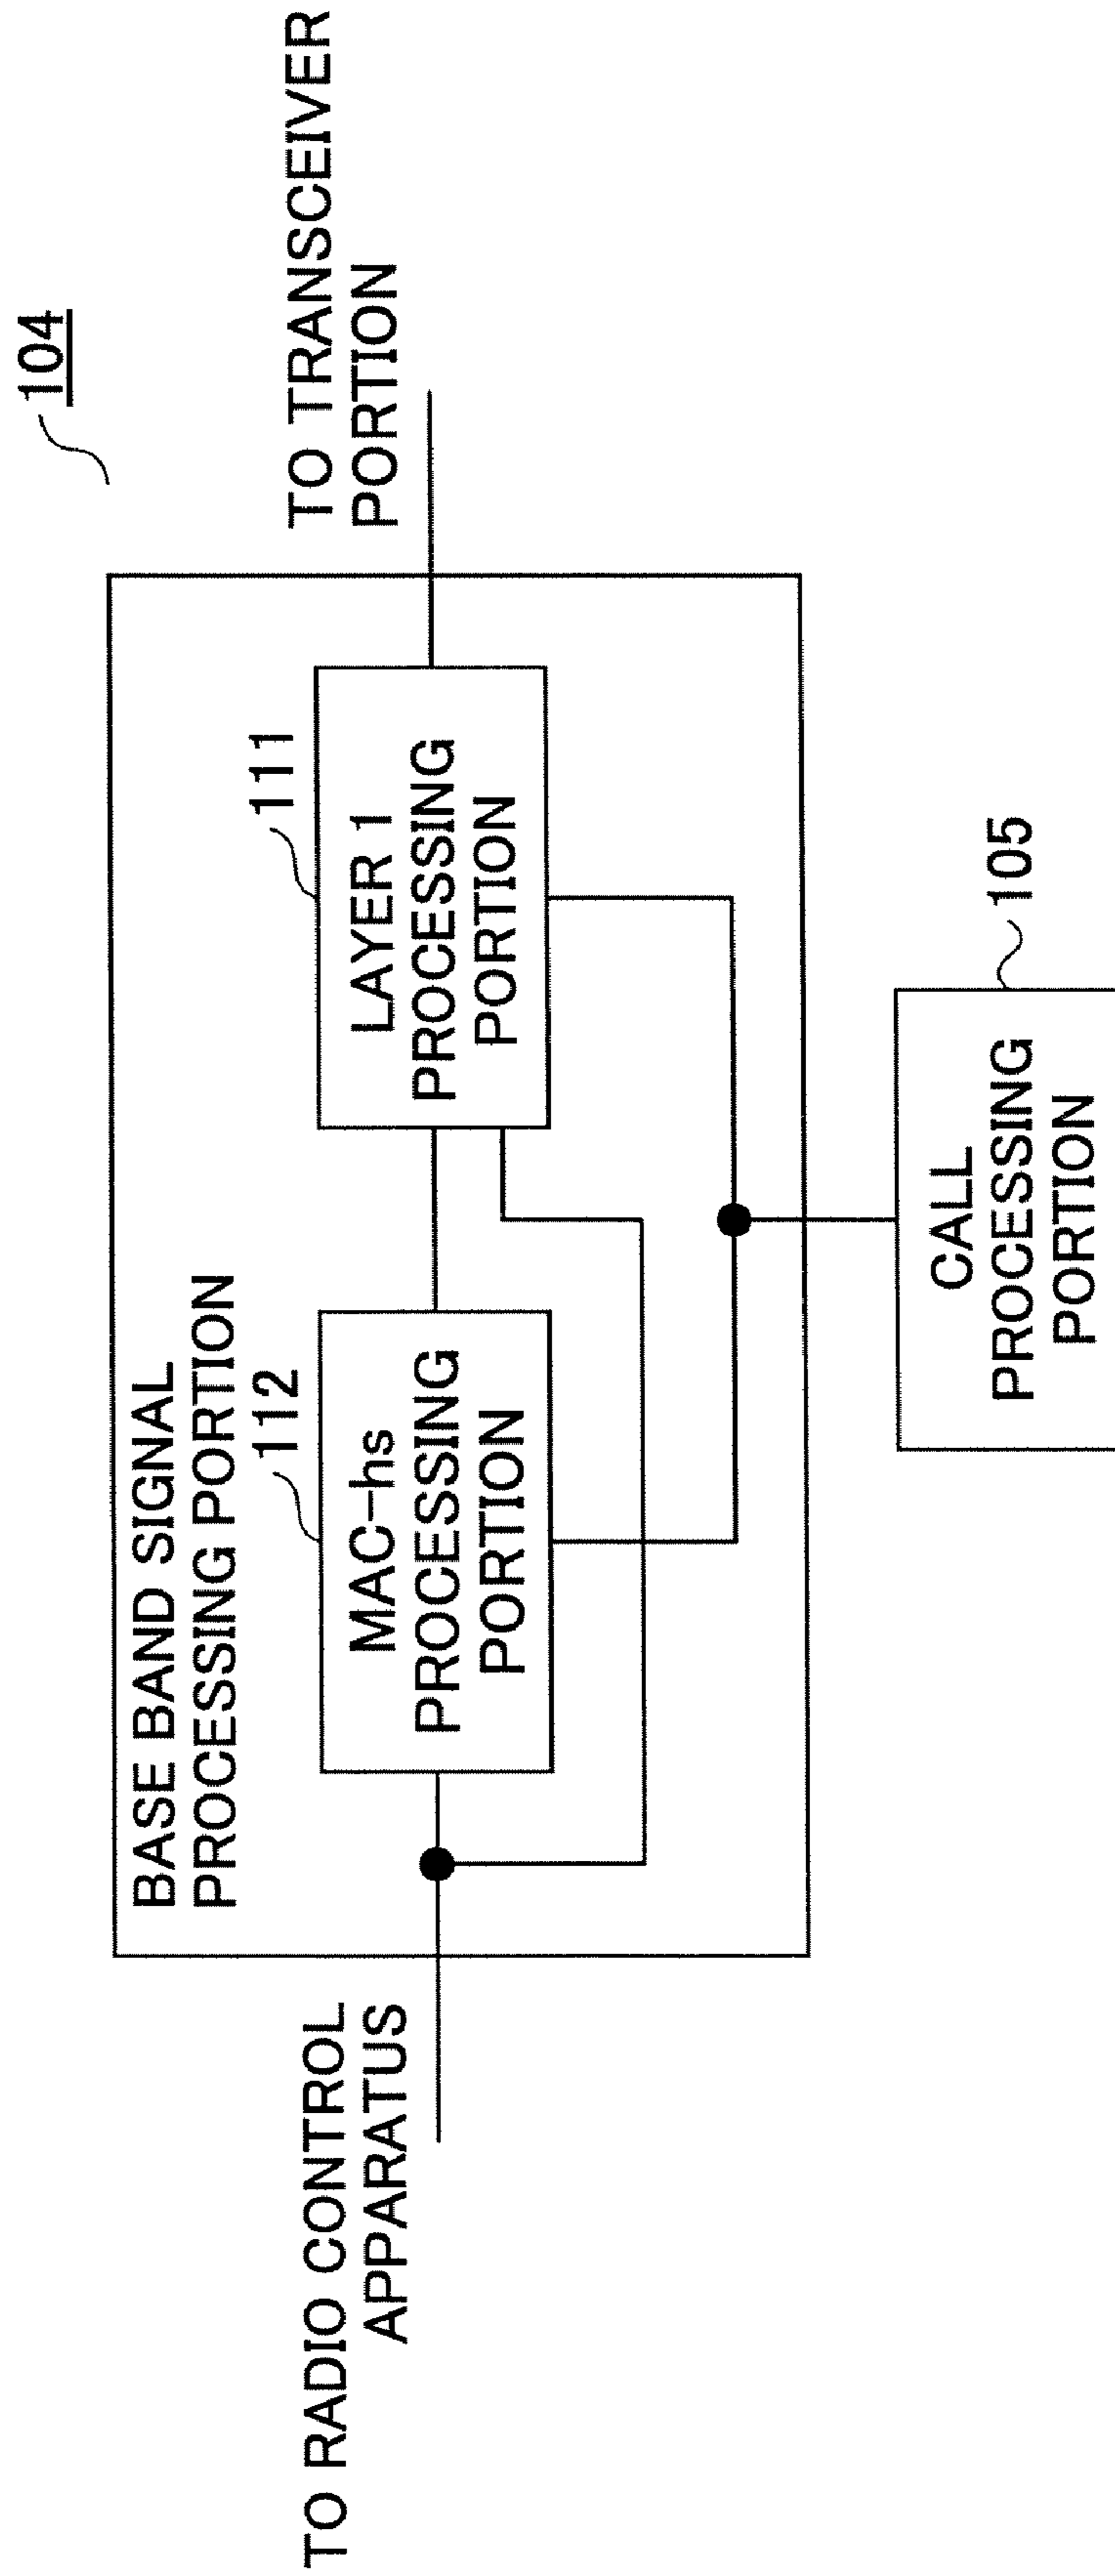 104
BASE BAND SIGNAL
PROCESSING PORTION
112
MAC-hs
PROCESSING
PORTION
111
LAYER 1
PROCESSING
PORTION
TO RADIO CONTROL
APPARATUS
TO TRANSCEIVER
PORTION
CALL
PROCESSING
PORTION
105